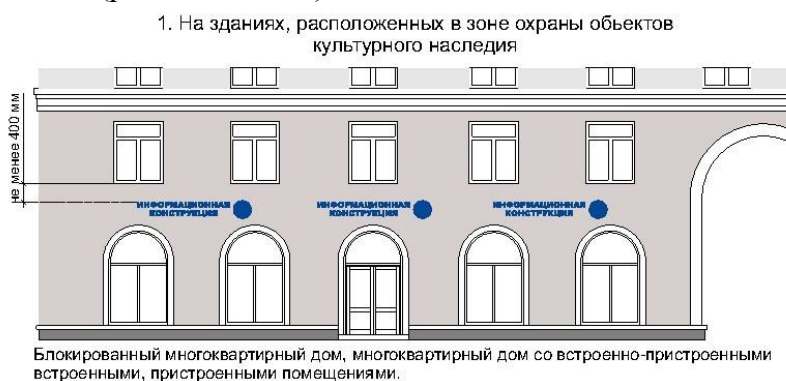 1. На зданиях, расположенных в зоне охраны обьектов
культурного наследия
не менее 400 мм
ИНФОРМАЦИОННАЯ
КОНСТРУКЦИЯ
ИНФОРМАЦИОННАЯ
КОНСТРУКЦИЯ
ИНФОРМАЦИОННАЯ
КОНСТРУКЦИЯ
Блокированный многоквартирный дом, многоквартирный дом со встроенно-пристроенными
встроенными, пристроенными помещениями.